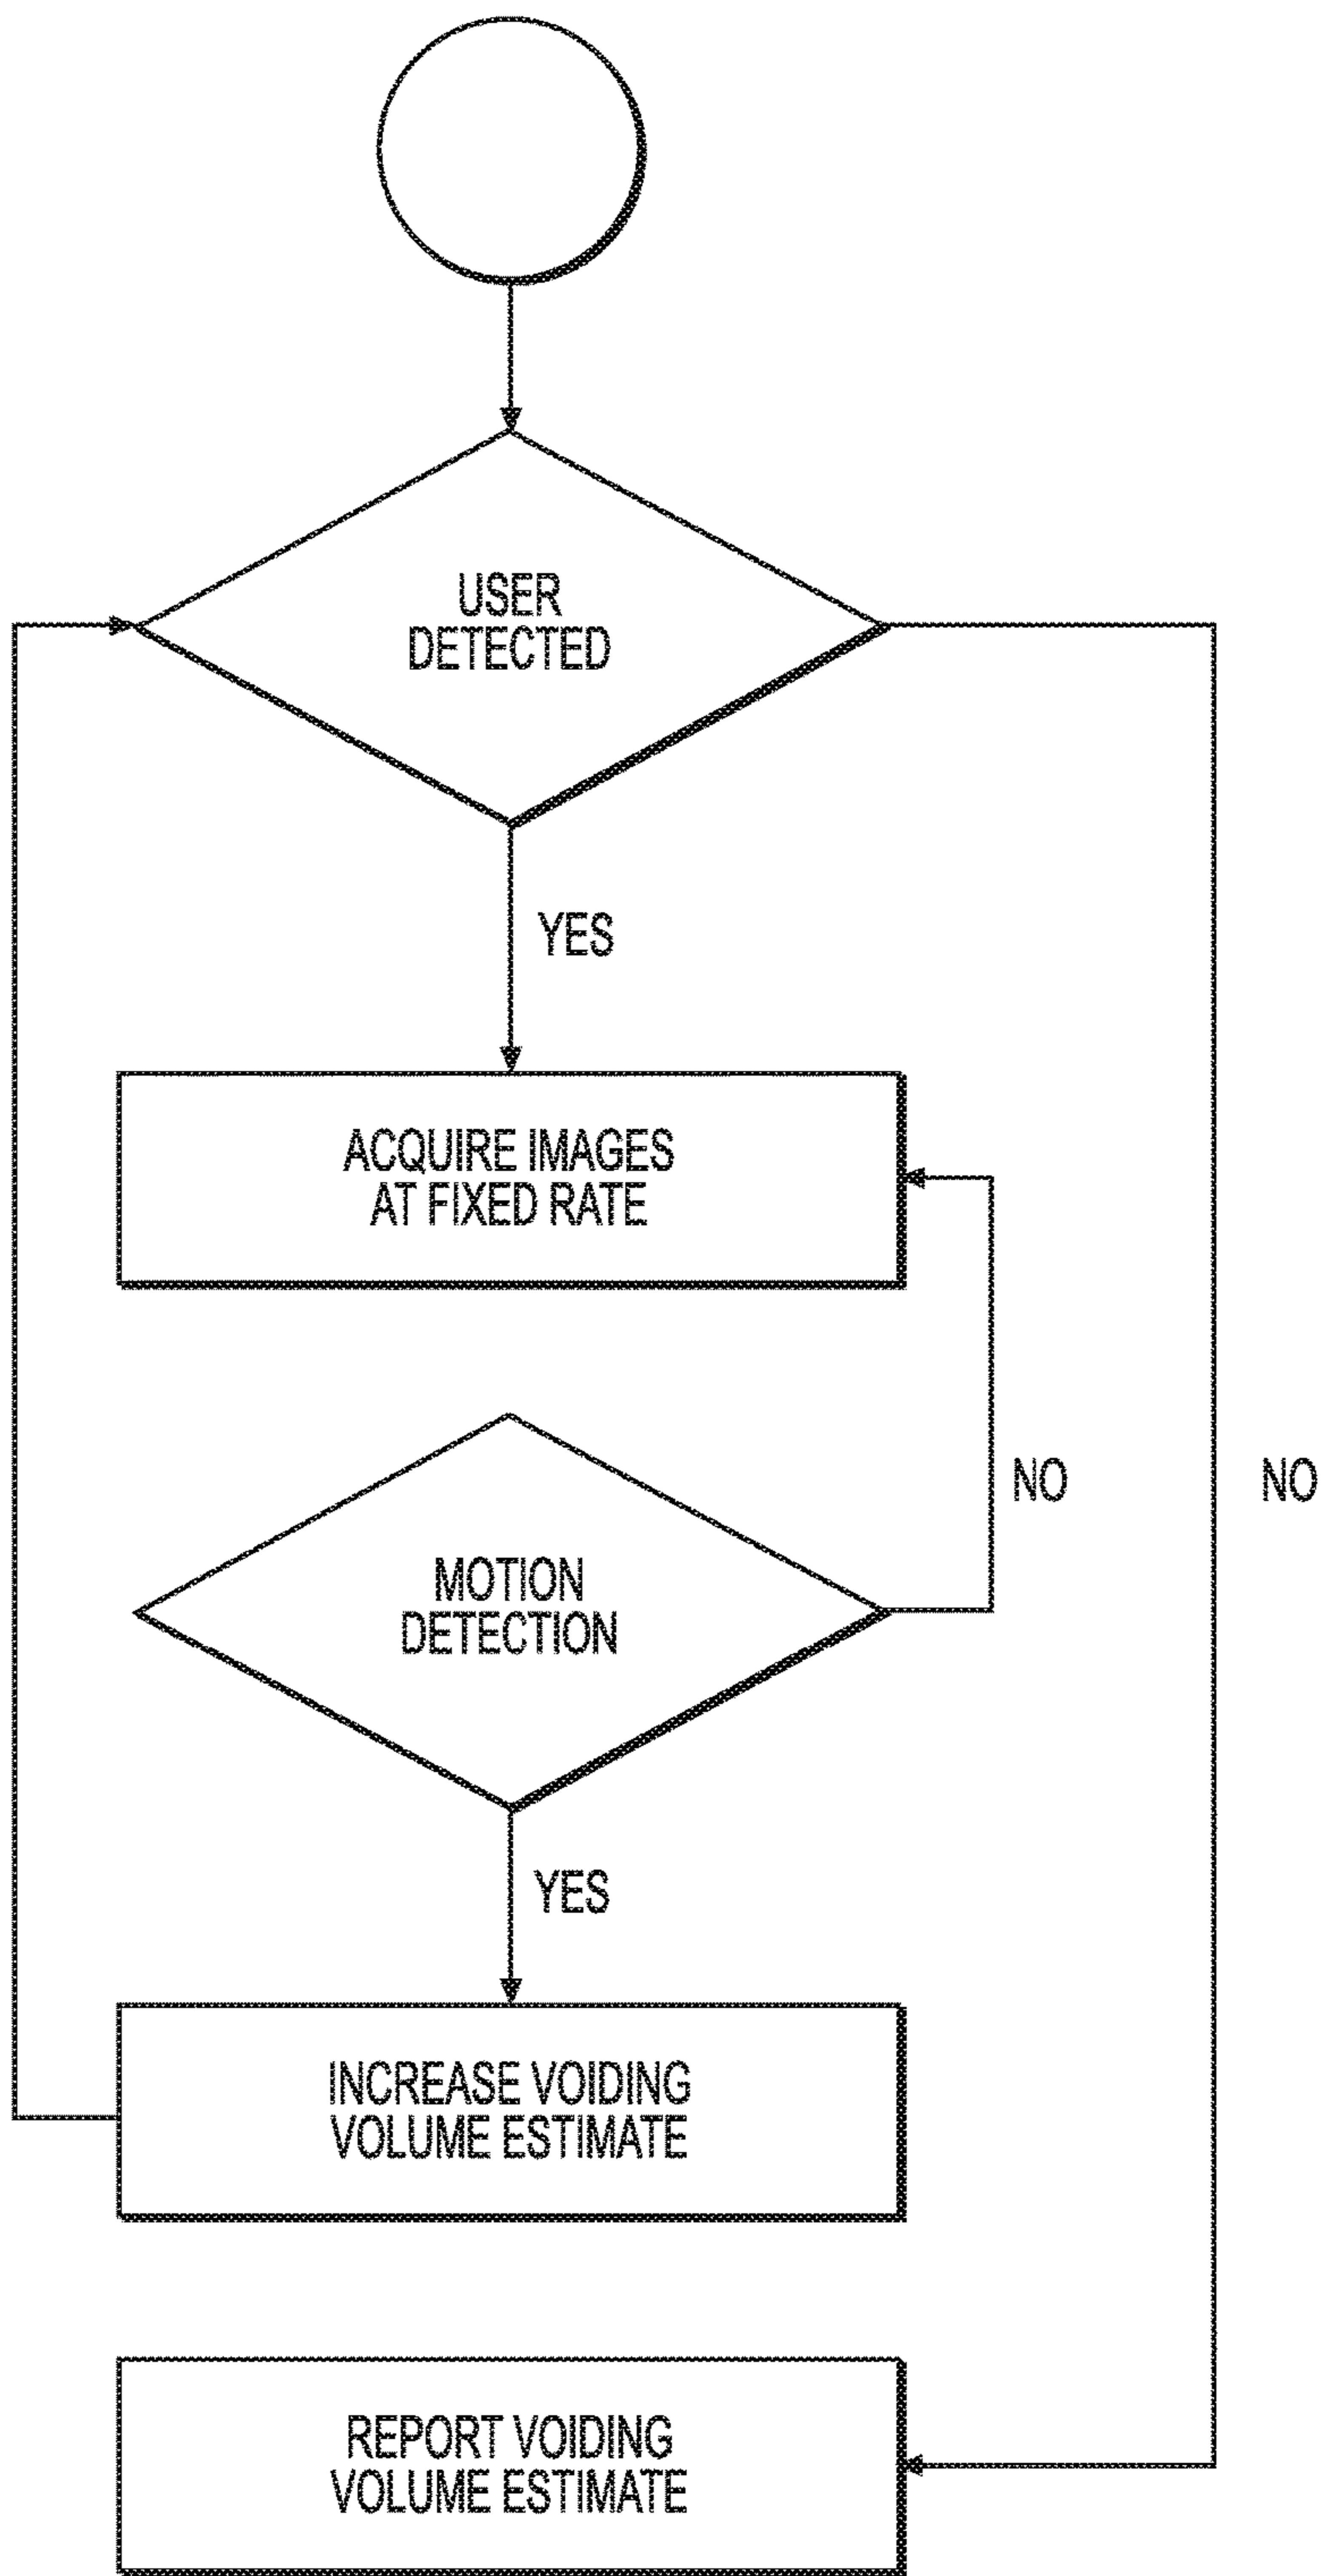 USER
DETECTED
YES
ACQUIRE IMAGES
AT FIXED RATE
NO
NO
MOTION
DETECTION
YES
INCREASE VOIDING
VOLUME ESTIMATE
REPORT VOIDING
VOLUME ESTIMATE